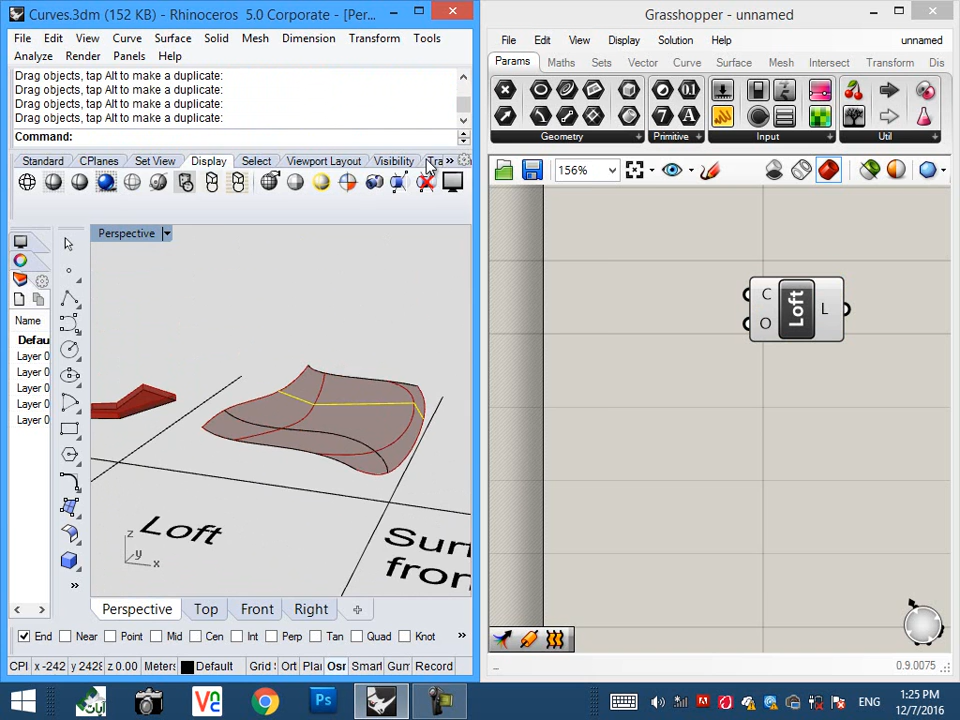 Curves.3dm (152 KB) - Rhinoceros 5.0 Corporate - [Per...
File Edit View Curve Surface Solid Mesh Dimension Transform Tools
Analyze Render Panels Help
Drag objects, tap Alt to make a duplicate:
Drag objects, tap Alt to make a duplicate:
Drag objects, tap Alt to make a duplicate:
Drag objects, tap Alt to make a duplicate:
Command:
Standard CPlanes Set View Display Select Viewport Layout Visibility Tra »
Perspective
Name
Defau
Layer 0
Layer 0
Layer 0
Layer 0
Layer 0
Loft
Surf
from
z
y
x
Perspective Top Front Right
End Near Point Mid Cen Int Perp Tan Quad Knot »
CPl x -242 y 2428 z 0.00 Meters Default Grid S Ort Plan Osn Smart Gum Record
Grasshopper - unnamed
File Edit View Display Solution Help unnamed
Params Maths Sets Vector Curve Surface Mesh Intersect Transform Dis
Geometry Primitive Input Util
156%
C
O
Loft
L
0.9.0075
Ps
ENG
1:25 PM
12/7/2016